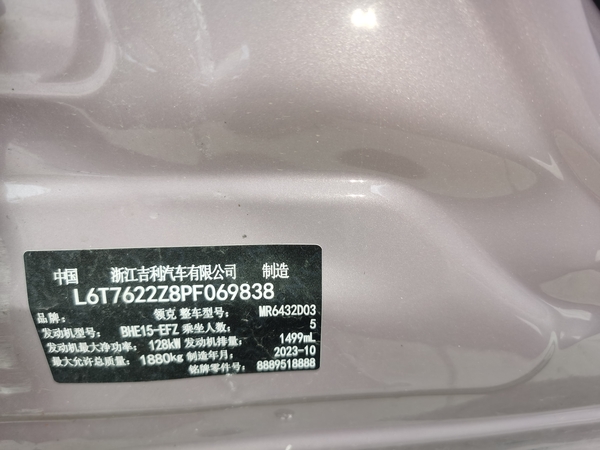 中国 浙江吉利汽车有限公司 制造
L6T7622Z8PF069838
品牌: 领克 整车型号: MR6432D03
发动机型号: BHE15-EFZ 乘坐人数: 5
发动机最大净功率: 128kW 发动机排量: 1499mL
最大允许总质量: 1880kg 制造年月: 2023-10
铭牌零件号: 8889518888